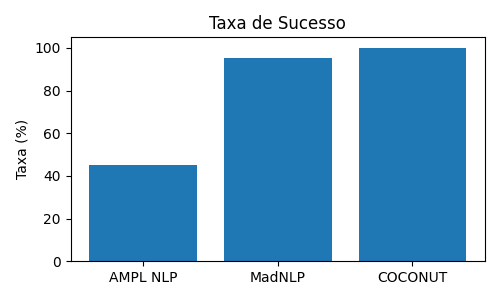 Taxa de Sucesso
Taxa (%)
100
80
60
40
20
0
AMPL NLP
MadNLP
COCONUT